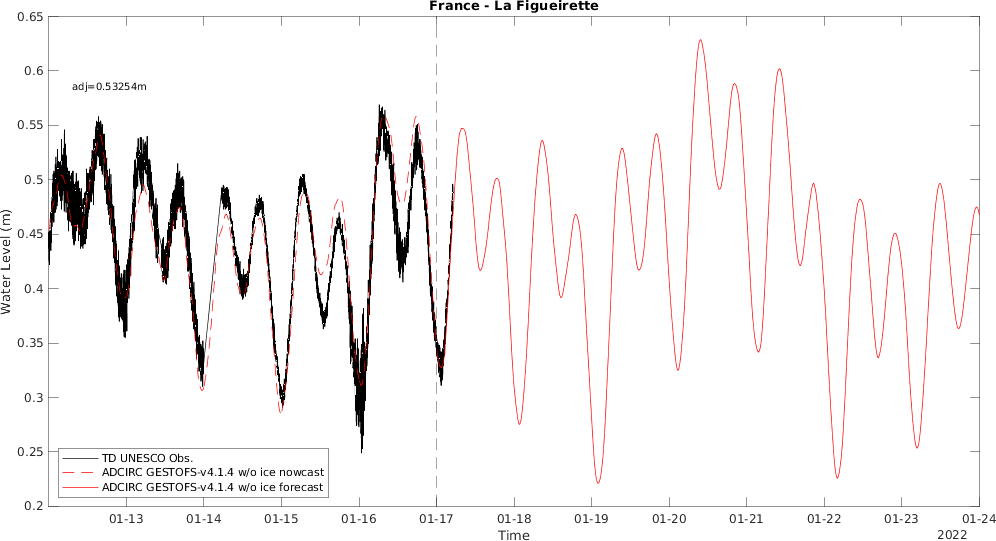 France - La Figueirette
0.65
0.6
0.55
0.5
0.45
0.4
0.35
0.3
0.25
0.2
Water Level (m)
adj=0.53254m
TD UNESCO Obs.
ADCIRC GESTOFS-v4.1.4 w/o ice nowcast
ADCIRC GESTOFS-v4.1.4 w/o ice forecast
01-13 01-14 01-15 01-16 01-17 01-18 01-19 01-20 01-21 01-22 01-23 01-24
Time
2022